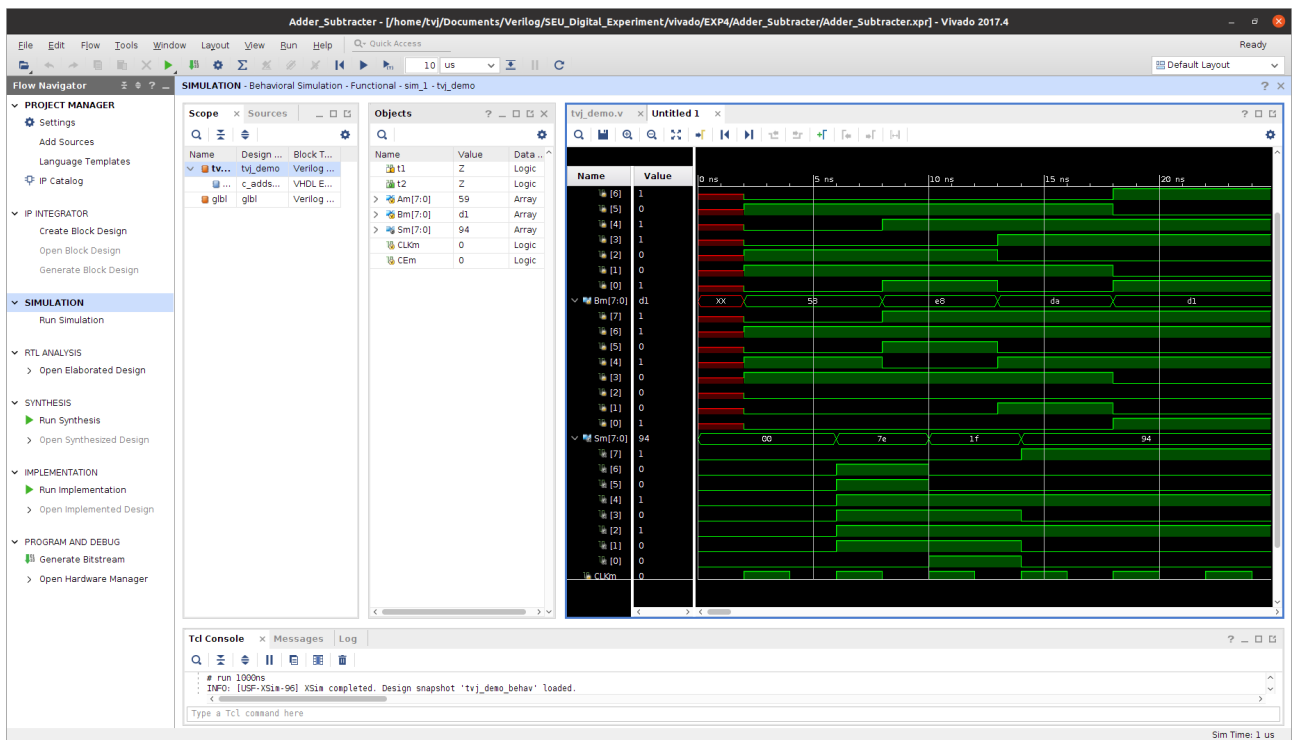 Adder_Subtracter - [/home/tvj/Documents/Verilog/SEU_Digital_Experiment/vivado/EXP4/Adder_Subtracter/Adder_Subtracter.xpr] - Vivado 2017.4
File Edit Flow Tools Window Layout View Run Help Quick Access Ready
10 us Default Layout
Flow Navigator
SIMULATION - Behavioral Simulation - Functional - sim_1 - tvj_demo
PROJECT MANAGER
Settings
Add Sources
Language Templates
IP Catalog
IP INTEGRATOR
Create Block Design
Open Block Design
Generate Block Design
SIMULATION
Run Simulation
RTL ANALYSIS
Open Elaborated Design
SYNTHESIS
Run Synthesis
Open Synthesized Design
IMPLEMENTATION
Run Implementation
Open Implemented Design
PROGRAM AND DEBUG
Generate Bitstream
Open Hardware Manager
Scope Sources
Name Design ... Block T...
tv... tvj_demo Verilog ...
... c_adds... VHDL E...
glbl glbl Verilog ...
Objects
Name Value Data ..
t1 Z Logic
t2 Z Logic
Am[7:0] 59 Array
Bm[7:0] d1 Array
Sm[7:0] 94 Array
CLKm 0 Logic
CEm 0 Logic
tvj_demo.v Untitled 1
Name Value 0 ns 5 ns 10 ns 15 ns 20 ns
[6] 1
[5] 0
[4] 1
[3] 1
[2] 0
[1] 0
[0] 1
Bm[7:0] d1 XX 58 e8 da d1
[7] 1
[6] 1
[5] 0
[4] 1
[3] 0
[2] 0
[1] 0
[0] 1
Sm[7:0] 94 00 7e 1f 94
[7] 1
[6] 0
[5] 0
[4] 1
[3] 0
[2] 1
[1] 0
[0] 0
CLKm 0
Tcl Console Messages Log
# run 1000ns
INFO: [USF-XSim-96] XSim completed. Design snapshot 'tvj_demo_behav' loaded.
Type a Tcl command here
Sim Time: 1 us